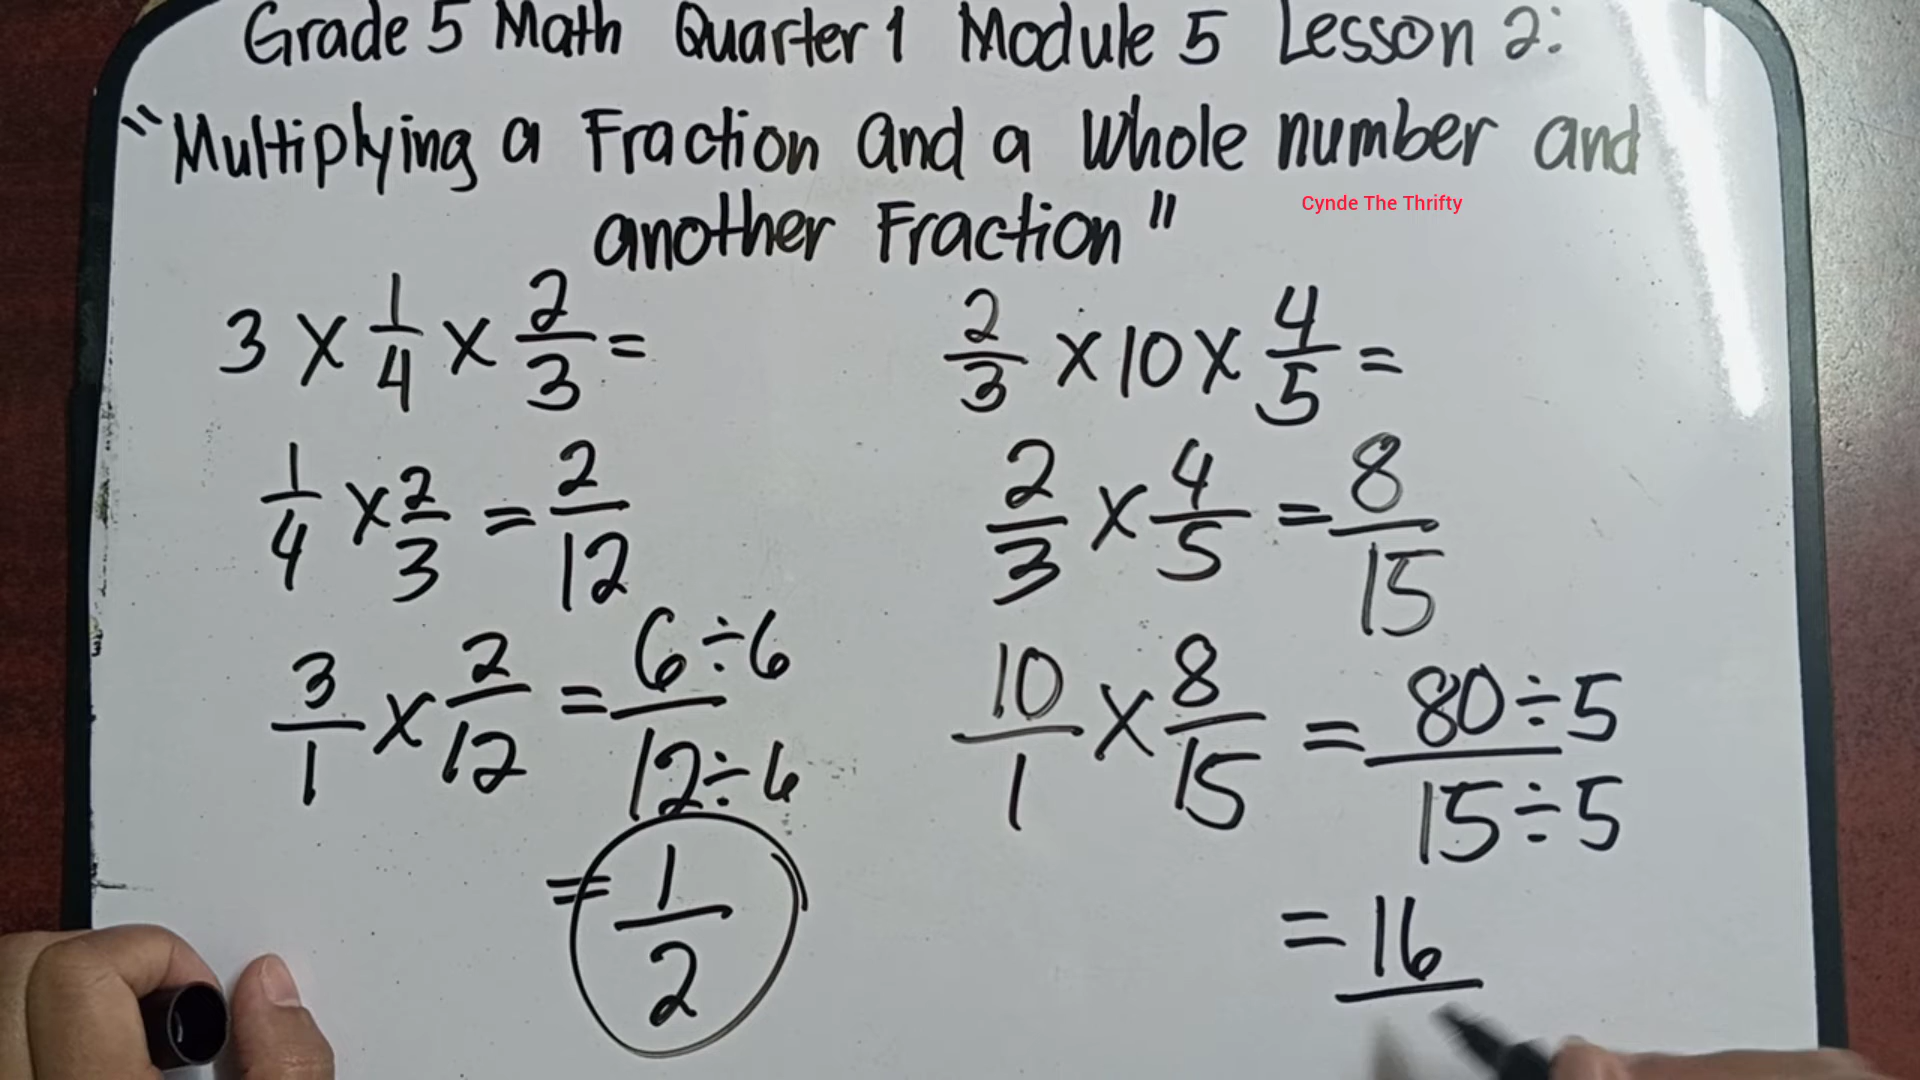 Grade 5 Math Quarter 1 Module 5 Lesson 2:
"Multiplying a Fraction and a Whole number and
another Fraction"
Cynde The Thrifty
3 × 1/4 × 2/3 =
1/4 × 2/3 = 2/12
3/1 × 2/12 = 6÷6/12÷6
= 1/2
2/3 × 10 × 4/5 =
2/3 × 4/5 = 8/15
10/1 × 8/15 = 80÷5/15÷5
= 16/